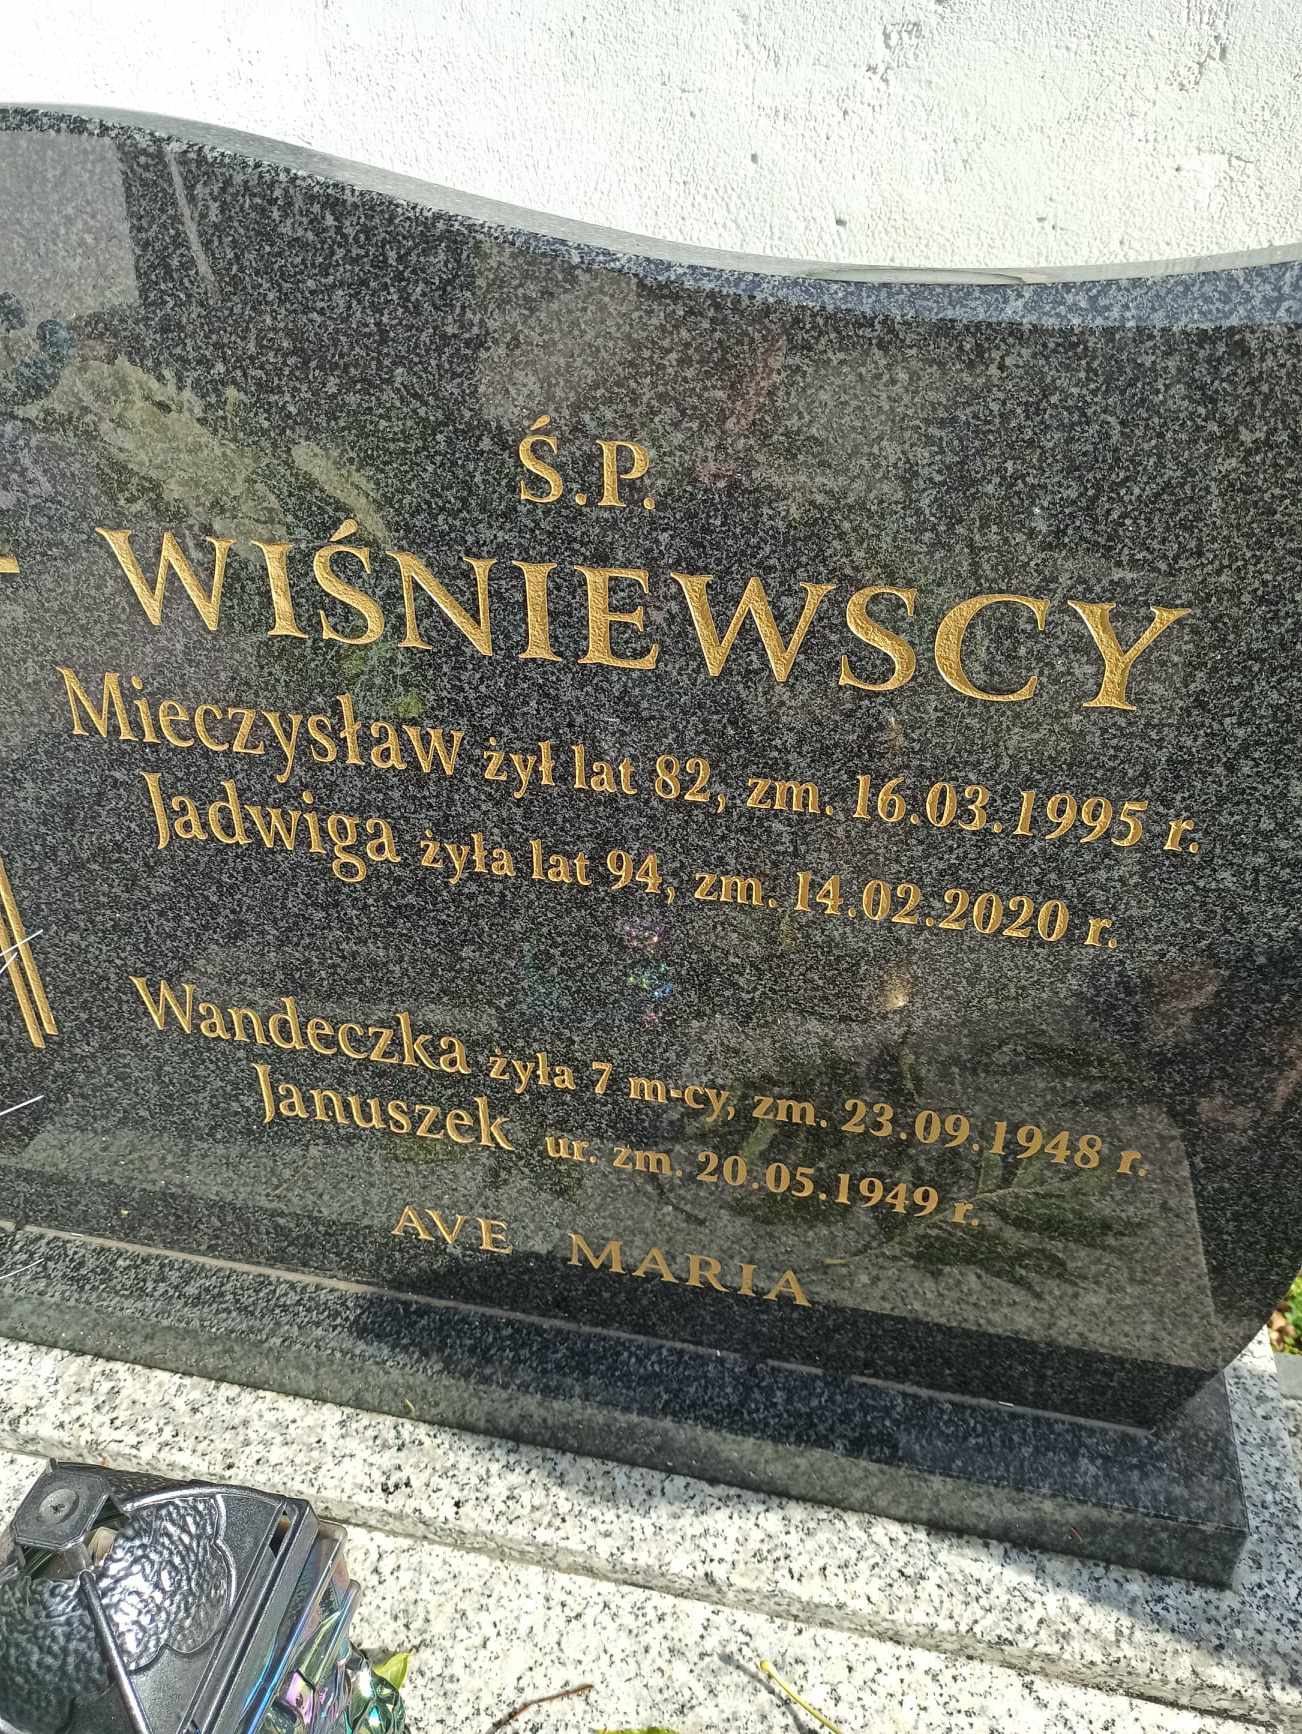 Ś.P.
WIŚNIEWSCY
Mieczysław żył lat 82, zm. 16.03.1995 r.
Jadwiga żyła lat 94, zm. 14.02.2020 r.
Wandeczka żyła 7 m-cy, zm. 23.09.1948 r.
Januszek ur. zm. 20.05.1949 r.
AVE MARIA